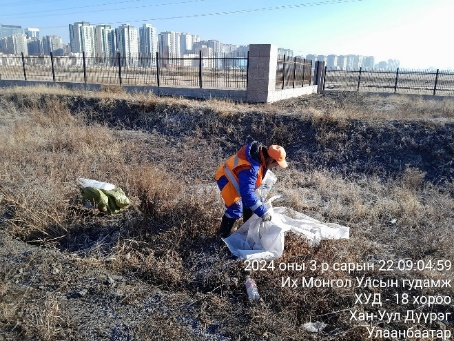 2024 оны 3-р сарын 22 09:04:59
Их Монгол Улсын гудамж
ХУД - 18 хороо
Хан-Уул Дүүрэг
Улаанбаатар